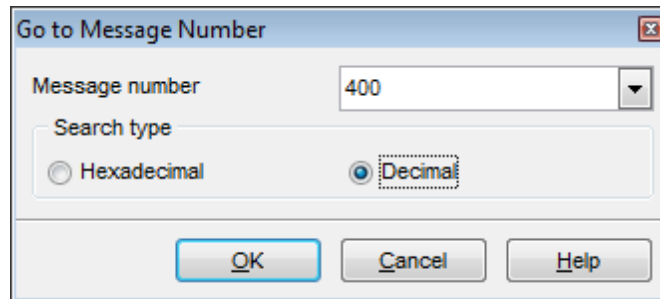 Go to Message Number
Message number 400
Search type
Hexadecimal Decimal
OK Cancel Help